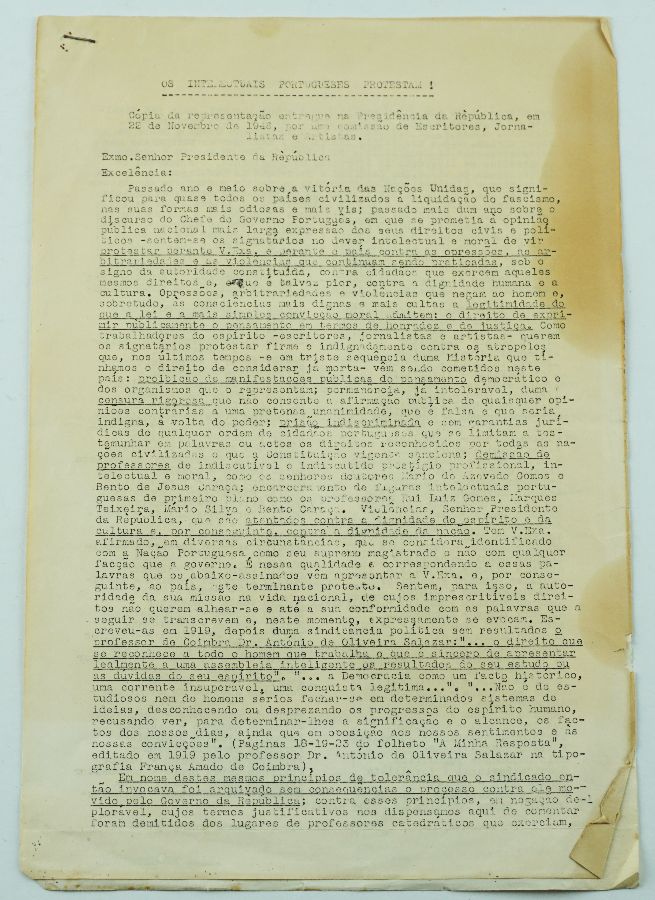 OS INTELECTUAIS PORTUGUESES PROTESTAM !
Cópia da representação entregue na Presidência da Rèpública, em
22 de Novembro de 1946, por uma comissão de Escritores, Jorna-
listas e Artistas.
Exmo.Senhor Presidente da Rèpública
Excelência:
Passado ano e meio sobre a vitória das Nações Unidas, que signi-
ficou para quase todos os países civilizados a liquidação do fascismo,
nas suas formas mais odiosas e mais vis; passado mais dum ano sobre o
discurso do Chefe do Governo Português, em que se prometia à opinião
pública nacional mais larga expressão dos seus direitos civis e polí-
ticos -sentem-se os signatários no dever intelectual e moral de vir
protestar perante V.Exa. e perante o país contra as opressões, as ar-
bitrariedades e as violências que continuam sendo praticadas, sob o
signo da autoridade constituída, contra cidadãos que exercem aqueles
mesmos direitos e, e que é talvez pior, contra a dignidade humana e a
cultura. Opressões, arbitrariedades e violências que negam ao homem e,
sobretudo, às consciências mais dignas e mais cultas a legitimidade do
que a lei e a mais simples convicção moral admitem: o direito de expri-
mir públicamente o pensamento em termos de honradez e de justiça. Como
trabalhadores do espírito -escritores, jornalistas e artistas- querem
os signatários protestar firme e indignadamente contra os atropelos
que, nos últimos tempos -e em triste sequência duma História que tí-
nhamos o direito de considerar já morta- vêm sendo cometidos neste
país: proibição de manifestações públicas do pensamento democrático e
dos organismos que o representam; permanência, já intolerável, duma
censura rigorosa que não consente a afirmação pública de quaisquer opi-
niões contrárias a uma pretensa unanimidade, que é falsa e que seria
indigna, à volta do poder; prisão indiscriminada e sem garantias jurí-
dicas de qualquer ordem de cidadãos portugueses que se limitam a tes-
temunhar em palavras ou actos os direitos reconhecidos por todas as na-
ções civilizadas e que a Constituição vigente sanciona; demissão de
professores de indiscutível e indiscutido prestígio profissional, in-
telectual e moral, como os senhores doutores Mário de Azevedo Gomes e
Bento de Jesus Caraça; encarceramento de figuras intelectuais portu-
guesas de primeiro plano como os professores Rui Luiz Gomes, Marques
Teixeira, Mário Silva e Bento Caraça. Violências, Senhor Presidente
da Rèpública, que são atentados contra a dignidade do espírito e da
cultura e, por conseguinte, contra a dignidade da nação. Tem V.Exa.
afirmado, em diversas circunstâncias, que se considera identificado
com a Nação Portuguesa como seu supremo magistrado e não com qualquer
facção que a governe. É nessa qualidade e correspondendo a essas pa-
lavras que os abaixo-assinados vêm apresentar a V.Exa. e, por conse-
guinte, ao país, este terminante protesto. Sentem, para isso, a auto-
ridade da sua missão na vida nacional, de cujos imprescritíveis direi-
tos não querem alhear-se e até a sua conformidade com as palavras que a
seguir se transcrevem e, neste momento, expressamente se evocam. Es-
creveu-as em 1919, depois duma sindicância política sem resultados o
professor de Coimbra Dr. António de Oliveira Salazar:"... o direito que
se reconhece a todo o homem que trabalha e que é sincero de apresentar
lealmente a uma assembleia inteligente os resultados do seu estudo ou
as dúvidas do seu espírito". "... a Democracia como um facto histórico,
uma corrente insuperável, uma conquista legítima...". "...Não é de es-
tudiosos nem de homens sérios fechar-se em determinados sistemas de
ideias, desconhecendo ou desprezando os progressos do espírito humano,
recusando ver, para determinar-lhes a significação e o alcance, os fac-
tos dos nossos dias, ainda que em oposição aos nossos sentimentos e às
nossas convicções". (Páginas 18-19-23 do folheto "A Minha Resposta",
editado em 1919 pelo professor Dr. António de Oliveira Salazar na tipo-
grafia França Amado de Coimbra),
Em nome destes mesmos princípios de tolerância que o sindicado en-
tão invocava foi arquivado sem consequências o processo contra ele mo-
vido pelo Governo da República; contra esses princípios, em negação de-
plorável, cujos termos justificativos nos dispensamos aqui de comentar
foram demitidos dos lugares de professores catedráticos que exerciam,